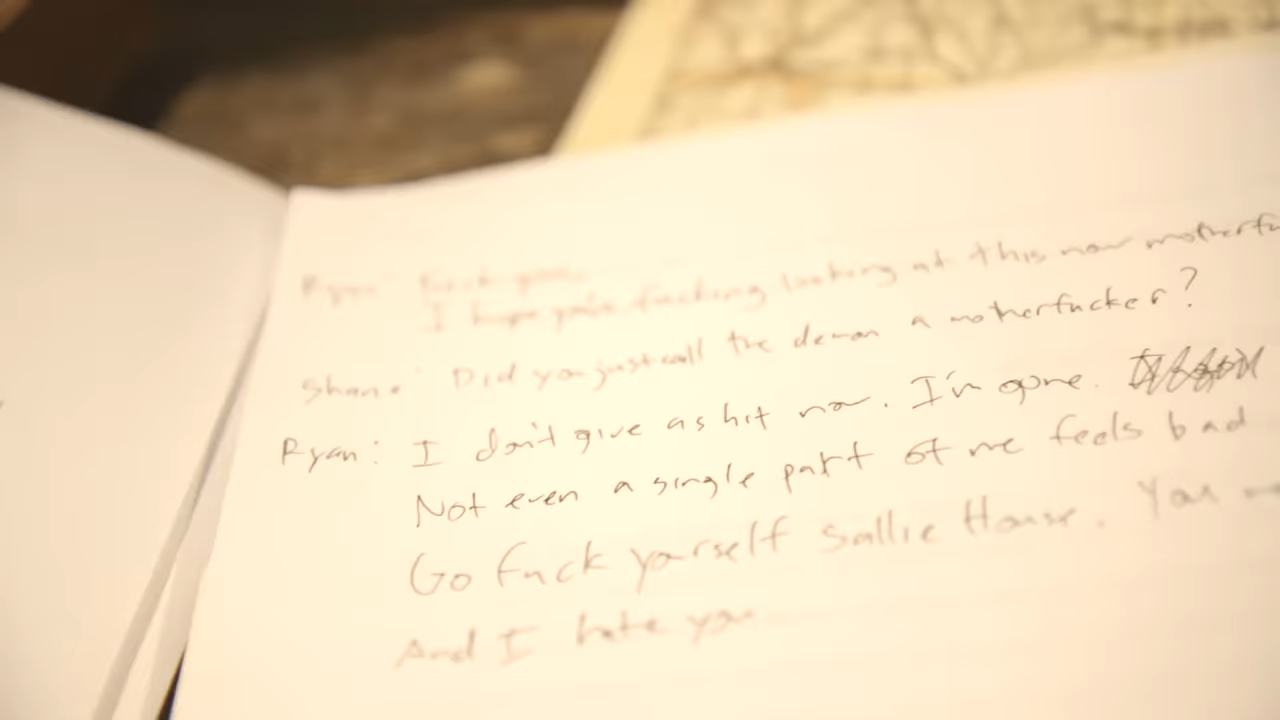 Ryan: Fuck you.
I hope you're fucking looking at this now motherfu
Shane: Did you just call the demon a motherfucker?
Ryan: I don't give a shit now. I'm gone.
Not even a single part of me feels bad
Go fuck yourself Sallie House. You
And I hate you